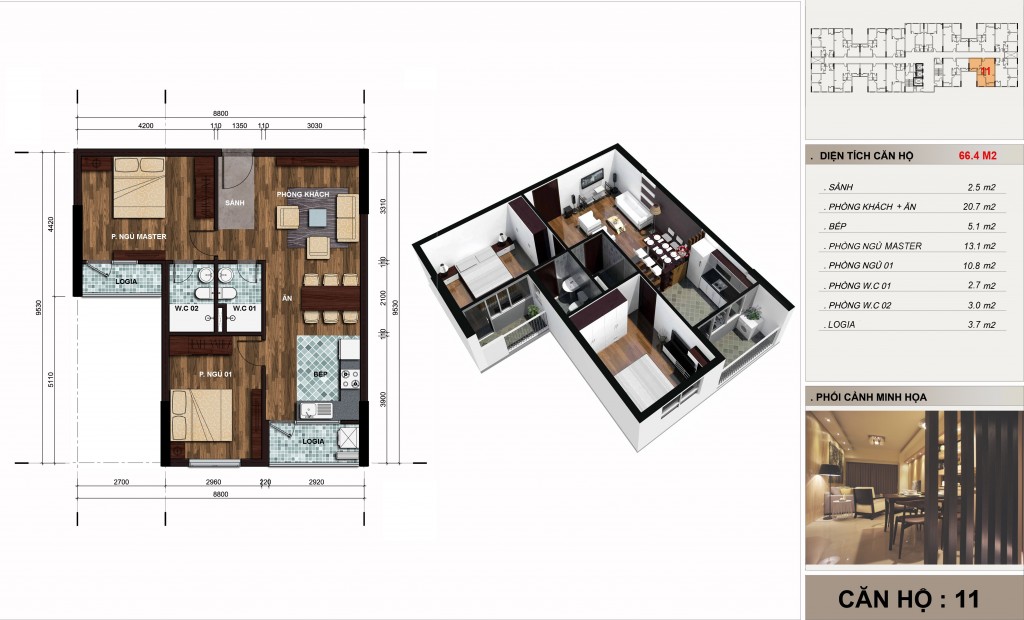 8800
4200 110 1350 110 3030
4420
5110
9530
3310
110
2100
110
3900
9530
SẢNH
PHÒNG KHÁCH
P. NGỦ MASTER
LOGIA
W.C 02
W.C 01
ĂN
P. NGỦ 01
BẾP
LOGIA
2700 2960 220 2920
8800
11
. DIỆN TÍCH CĂN HỘ 66.4 M2
. SẢNH 2.5 m2
. PHÒNG KHÁCH + ĂN 20.7 m2
. BẾP 5.1 m2
. PHÒNG NGỦ MASTER 13.1 m2
. PHÒNG NGỦ 01 10.8 m2
. PHÒNG W.C 01 2.7 m2
. PHÒNG W.C 02 3.0 m2
. LOGIA 3.7 m2
. PHỐI CẢNH MINH HỌA
CĂN HỘ : 11